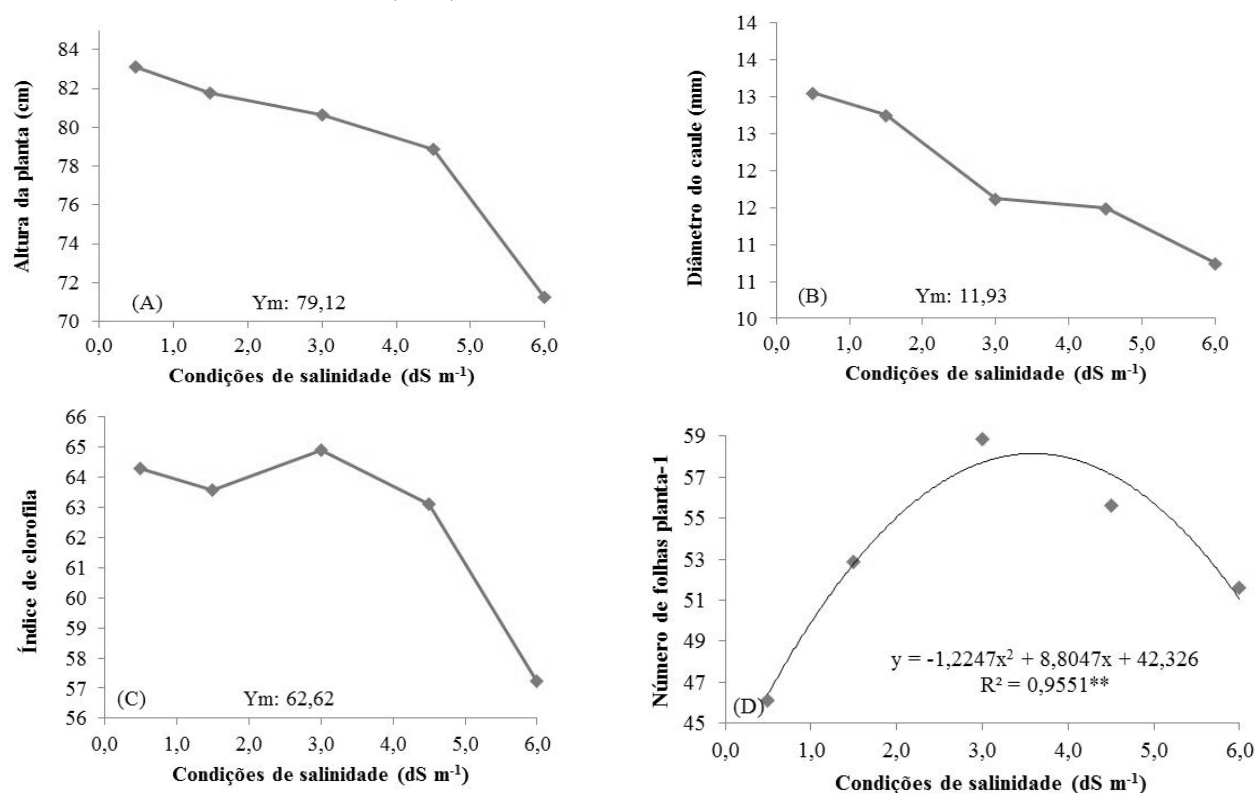 84
82
80
78
76
74
72
70
Altura da planta (cm)
(A)
Ym: 79,12
0,0 1,0 2,0 3,0 4,0 5,0 6,0
Condições de salinidade (dS m⁻¹)
14
14
13
13
12
12
11
11
10
Diâmetro do caule (mm)
(B)
Ym: 11,93
0,0 1,0 2,0 3,0 4,0 5,0 6,0
Condições de salinidade (dS m⁻¹)
66
65
64
63
62
61
60
59
58
57
56
Índice de clorofila
(C)
Ym: 62,62
0,0 1,0 2,0 3,0 4,0 5,0 6,0
Condições de salinidade (dS m⁻¹)
59
57
55
53
51
49
47
45
Número de folhas planta-1
y = -1,2247x² + 8,8047x + 42,326
R² = 0,9551**
(D)
0,0 1,0 2,0 3,0 4,0 5,0 6,0
Condições de salinidade (dS m⁻¹)